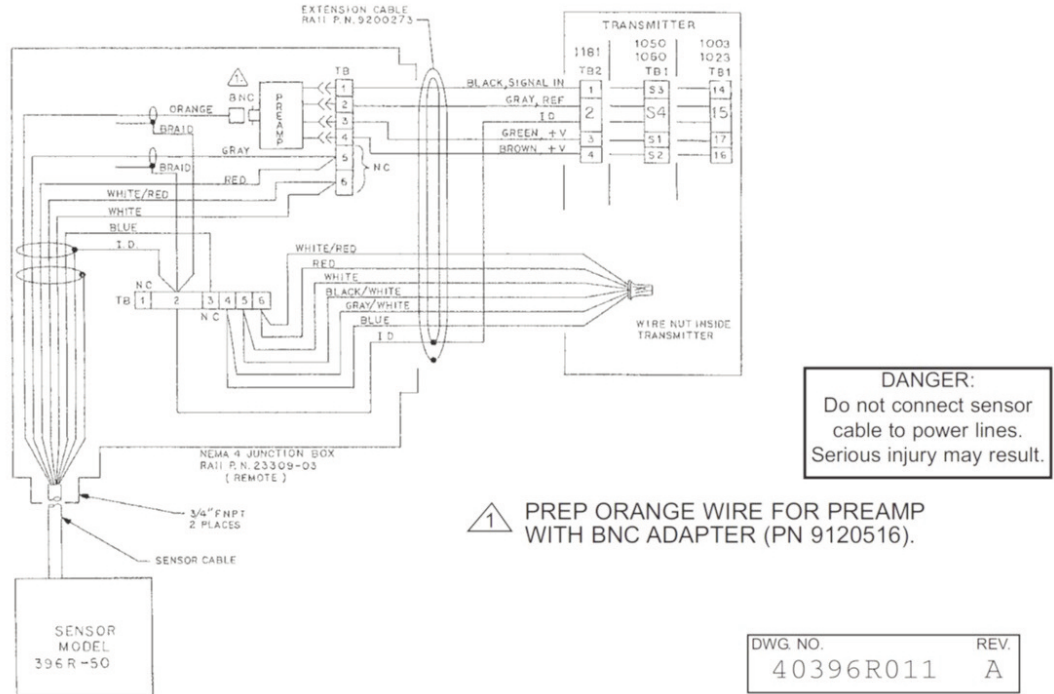 EXTENSION CABLE
RAII P.N. 9200273
TRANSMITTER
1181
1050
1060
1003
1023
TB2
TB1
TB1
1 S3 14
2 S4 15
3 S1 17
4 S2 16
BLACK, SIGNAL IN
GRAY, REF
I D
GREEN, +V
BROWN, +V
1
BNC
PREAMP
TB
1
2
3
4
5
6
NC
ORANGE
BRAID
GRAY
BRAID
RED
WHITE/RED
WHITE
BLUE
I D.
NC
TB 1 2 3 4 5 6
N C
WHITE/RED
RED
WHITE
BLACK/WHITE
GRAY/WHITE
BLUE
I D
WIRE NUT INSIDE
TRANSMITTER
DANGER:
Do not connect sensor
cable to power lines.
Serious injury may result.
NEMA 4 JUNCTION BOX
RAII P. N. 23309-03
( REMOTE )
3/4" FNPT
2 PLACES
SENSOR CABLE
1 PREP ORANGE WIRE FOR PREAMP
WITH BNC ADAPTER (PN 9120516).
SENSOR
MODEL
396R-50
DWG. NO. REV.
40396R011 A